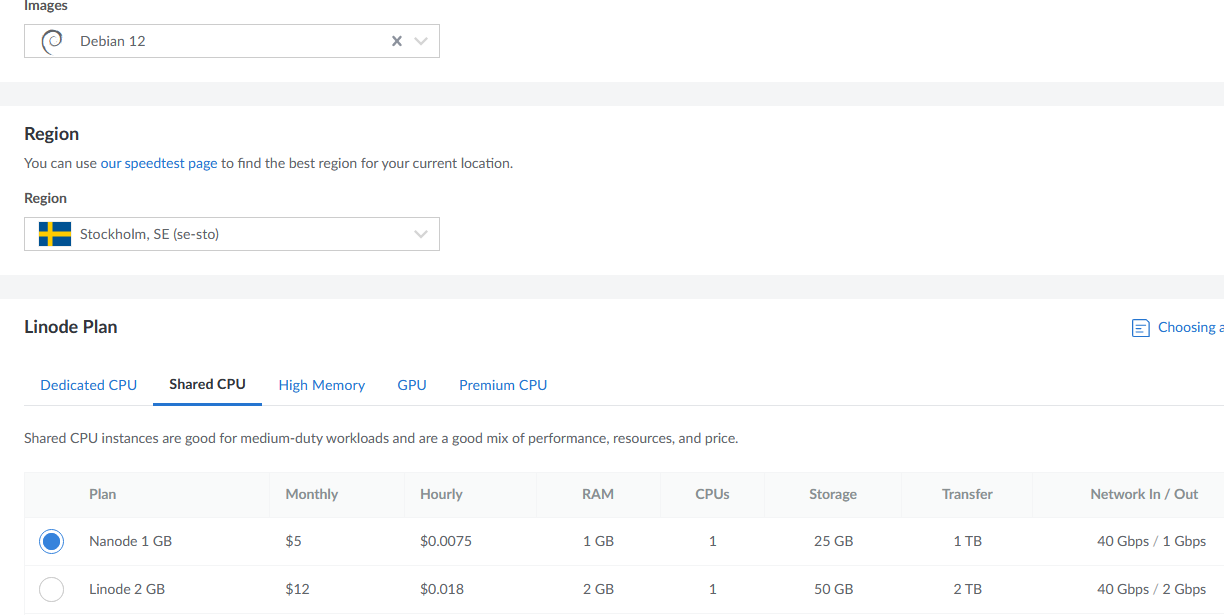 Images
Debian 12
Region
You can use our speedtest page to find the best region for your current location.
Region
Stockholm, SE (se-sto)
Linode Plan
Choosing a
Dedicated CPU Shared CPU High Memory GPU Premium CPU
Shared CPU instances are good for medium-duty workloads and are a good mix of performance, resources, and price.
Plan Monthly Hourly RAM CPUs Storage Transfer Network In / Out
Nanode 1 GB $5 $0.0075 1 GB 1 25 GB 1 TB 40 Gbps / 1 Gbps
Linode 2 GB $12 $0.018 2 GB 1 50 GB 2 TB 40 Gbps / 2 Gbps